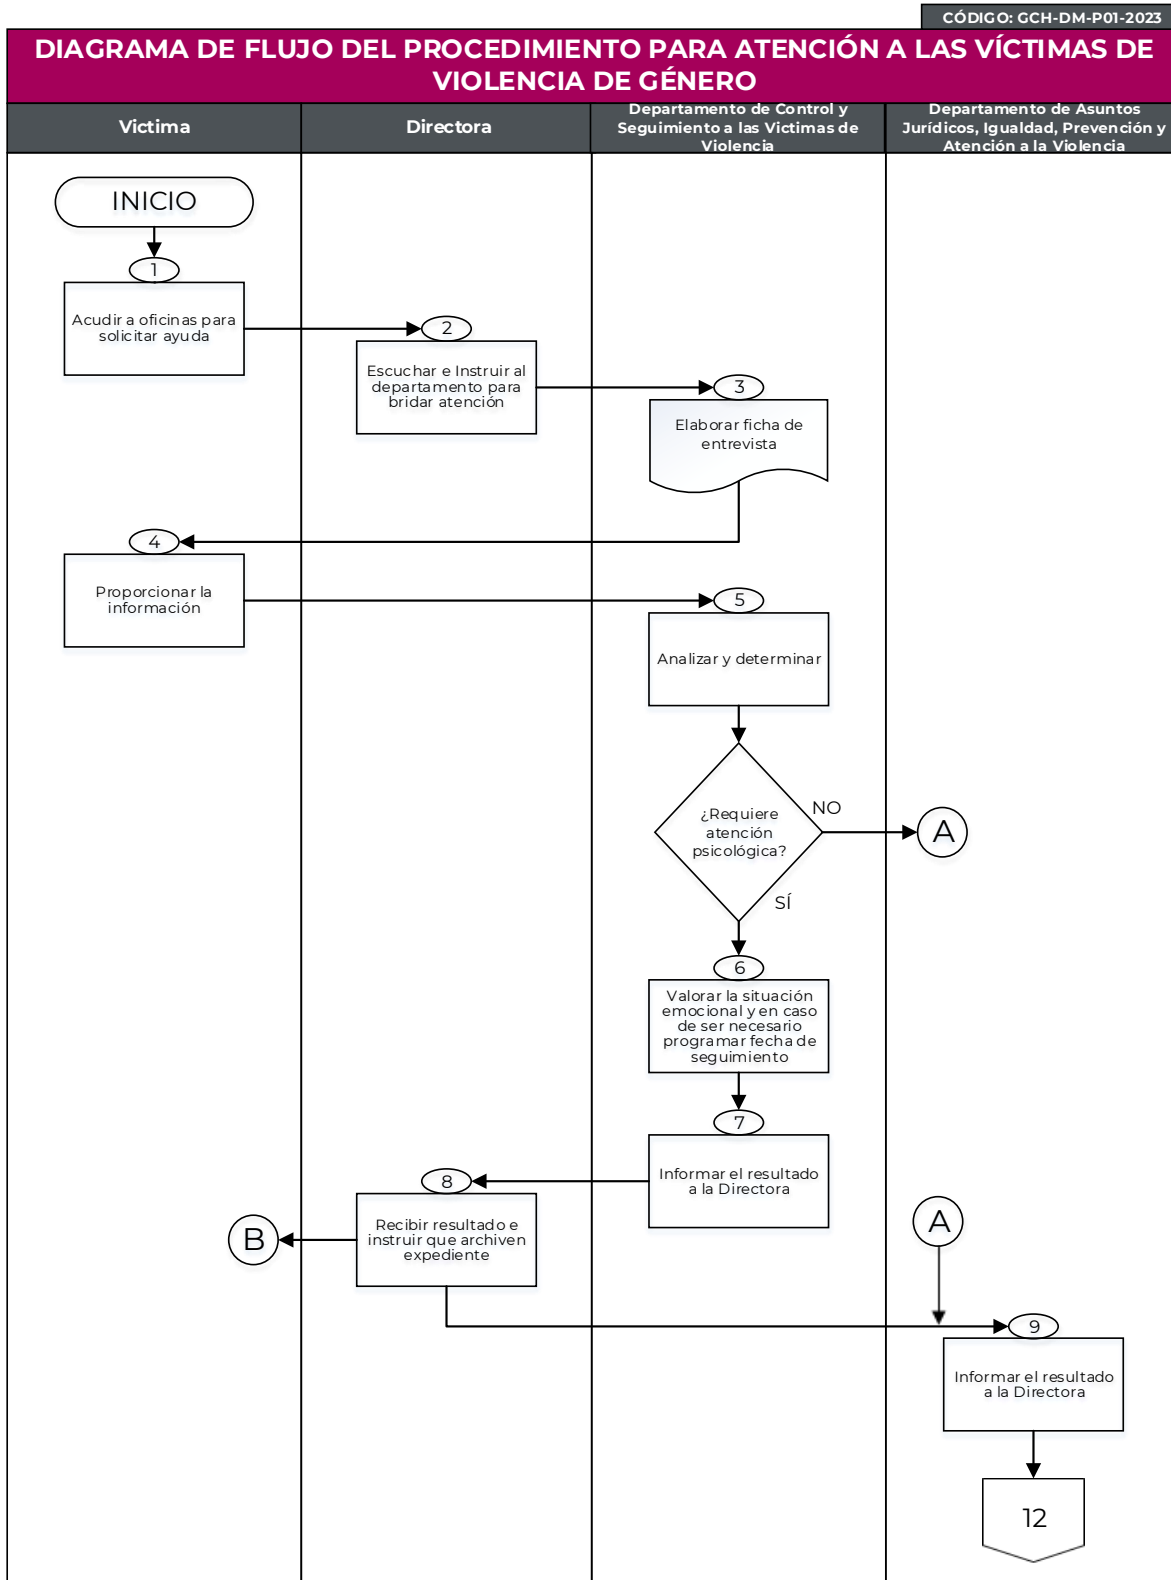 CÓDIGO: GCH-DM-P01-2023
DIAGRAMA DE FLUJO DEL PROCEDIMIENTO PARA ATENCIÓN A LAS VÍCTIMAS DE
VIOLENCIA DE GÉNERO
Victima
Directora
Departamento de Control y
Seguimiento a las Victimas de
Violencia
Departamento de Asuntos
Jurídicos, Igualdad, Prevención y
Atención a la Violencia
INICIO
1
Acudir a oficinas para
solicitar ayuda
2
Escuchar e Instruir al
departamento para
bridar atención
3
Elaborar ficha de
entrevista
4
Proporcionar la
información
5
Analizar y determinar
¿Requiere
atención
psicológica?
NO
A
SÍ
6
Valorar la situación
emocional y en caso
de ser necesario
programar fecha de
seguimiento
7
Informar el resultado
a la Directora
8
Recibir resultado e
instruir que archiven
expediente
B
A
9
Informar el resultado
a la Directora
12